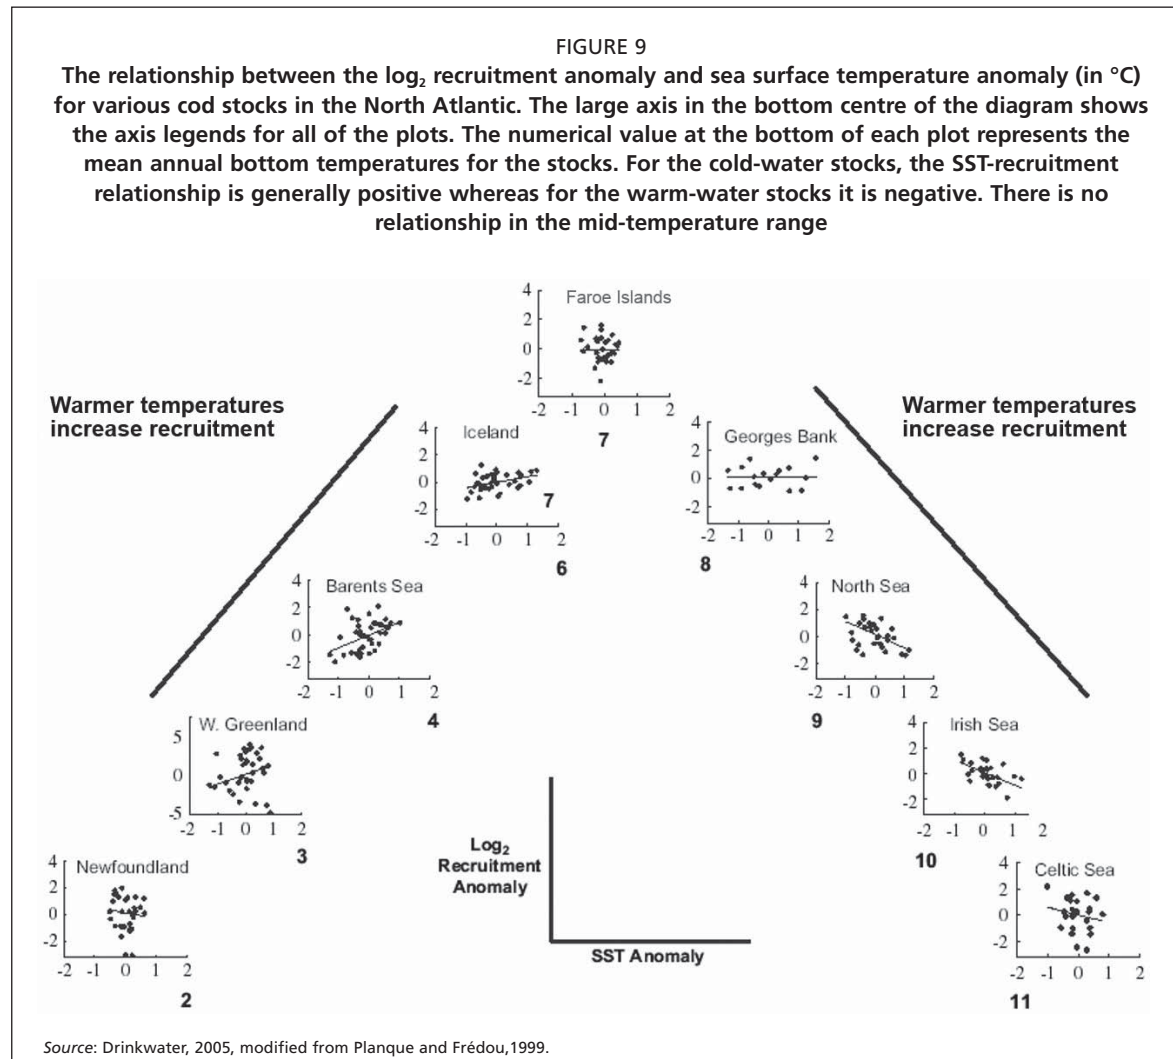 FIGURE 9
The relationship between the log₂ recruitment anomaly and sea surface temperature anomaly (in °C)
for various cod stocks in the North Atlantic. The large axis in the bottom centre of the diagram shows
the axis legends for all of the plots. The numerical value at the bottom of each plot represents the
mean annual bottom temperatures for the stocks. For the cold-water stocks, the SST-recruitment
relationship is generally positive whereas for the warm-water stocks it is negative. There is no
relationship in the mid-temperature range
Faroe Islands
4
2
0
-2
-2 -1 0 1 2
7
Warmer temperatures
increase recruitment
Warmer temperatures
increase recruitment
Iceland
4
2
0
-2
7
-2 -1 0 1 2
6
Georges Bank
4
2
0
-2
-2 -1 0 1 2
8
Barents Sea
4
2
0
-2
-2 -1 0 1 2
4
North Sea
4
2
0
-2
-2 -1 0 1 2
9
W. Greenland
5
0
-5
-2 -1 0 1 2
3
Irish Sea
4
2
0
-2
-2 -1 0 1 2
10
Newfoundland
4
2
0
-2
-2 -1 0 1 2
2
Log₂
Recruitment
Anomaly
SST Anomaly
Celtic Sea
4
2
0
-2
-2 -1 0 1 2
11
Source: Drinkwater, 2005, modified from Planque and Frédou,1999.